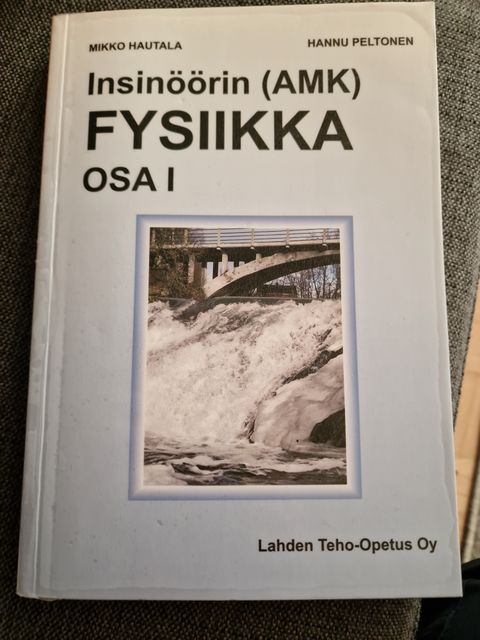 MIKKO HAUTALA HANNU PELTONEN
Insinöörin (AMK)
FYSIIKKA
OSA I
Lahden Teho-Opetus Oy